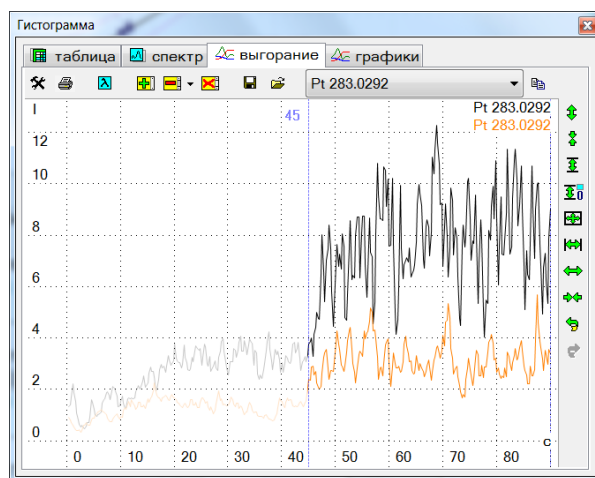 Гистограмма
таблица спектр выгорание графики
λ Pt 283.0292
I 45 Pt 283.0292
Pt 283.0292
12
10
8
6
4
2
0
0
c
0 10 20 30 40 50 60 70 80